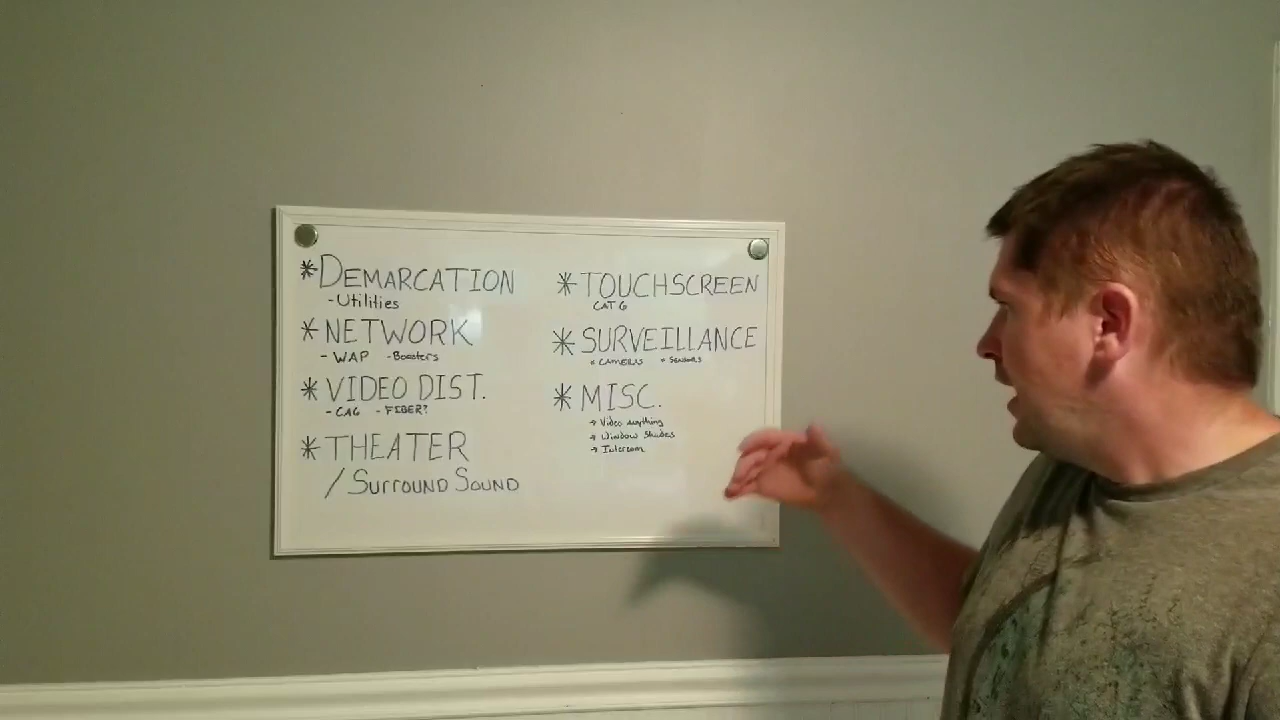 * DEMARCATION
- Utilities
* NETWORK
- WAP - Boosters
* VIDEO DIST.
- CA6 - FIBER?
* THEATER
/ SURROUND SOUND
* TOUCHSCREEN
CAT 6
* SURVEILLANCE
* CAMERAS * SENSORS
* MISC.
→ Video anything
→ Window Shades
→ Intercom